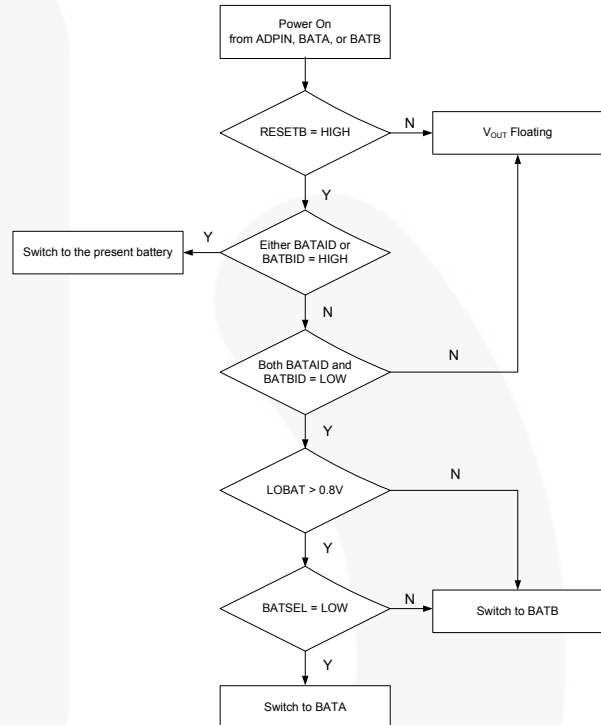 Power On
from ADPIN, BATA, or BATB
RESETB = HIGH
N
VOUT Floating
Y
Either BATAID or
BATBID = HIGH
Y
Switch to the present battery
N
Both BATAID and
BATBID = LOW
N
Y
LOBAT > 0.8V
N
Y
BATSEL = LOW
N
Switch to BATB
Y
Switch to BATA